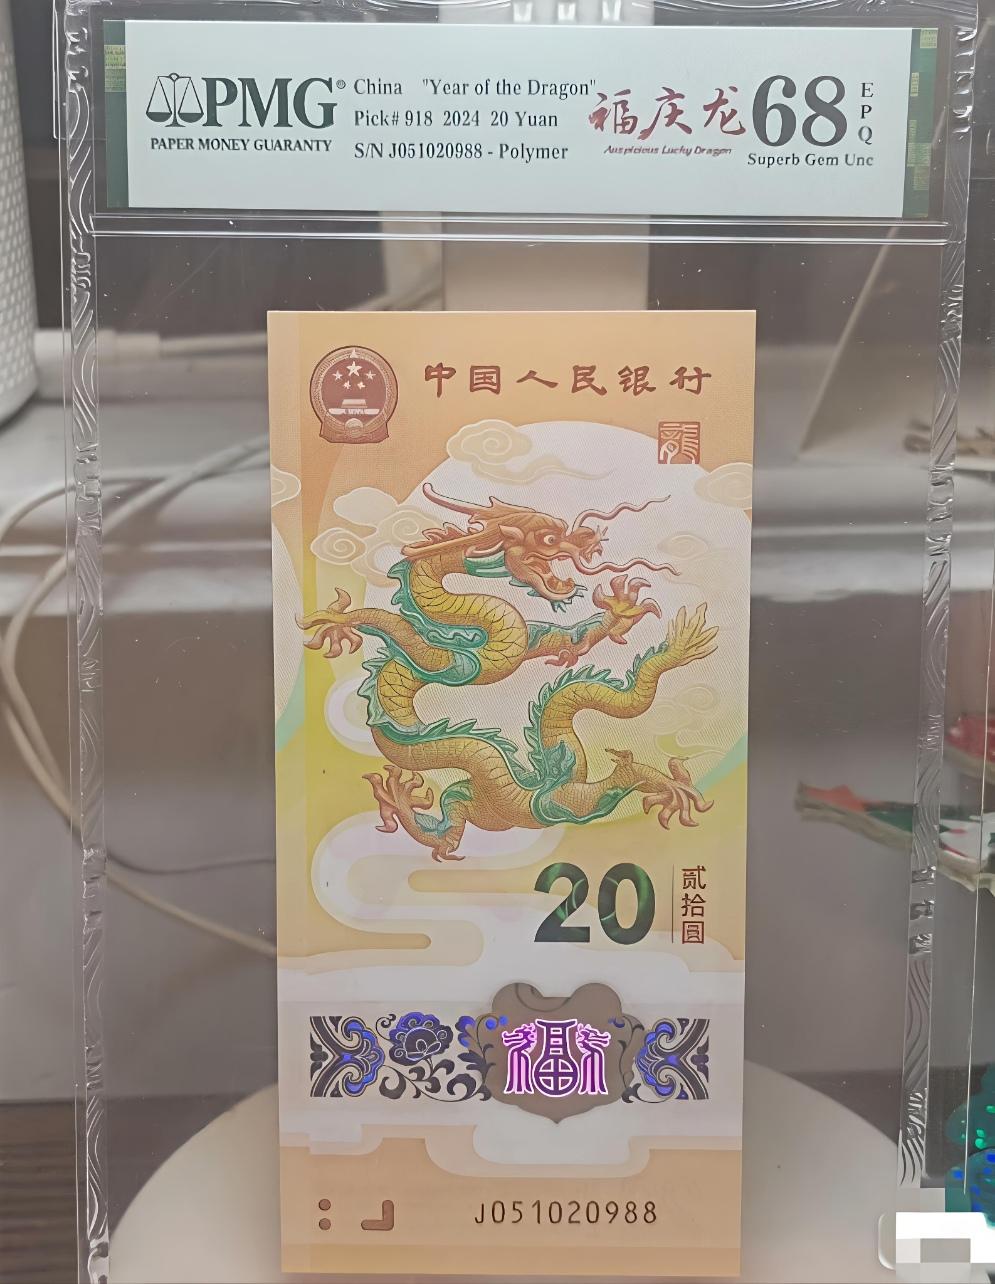 PMG®
PAPER MONEY GUARANTY
China "Year of the Dragon"
Pick# 918 2024 20 Yuan
S/N J051020988 - Polymer
福庆龙
Auspicious Lucky Dragon
68
EPQ
Superb Gem Unc
中国人民银行
龍
20
贰拾圆
福
J051020988